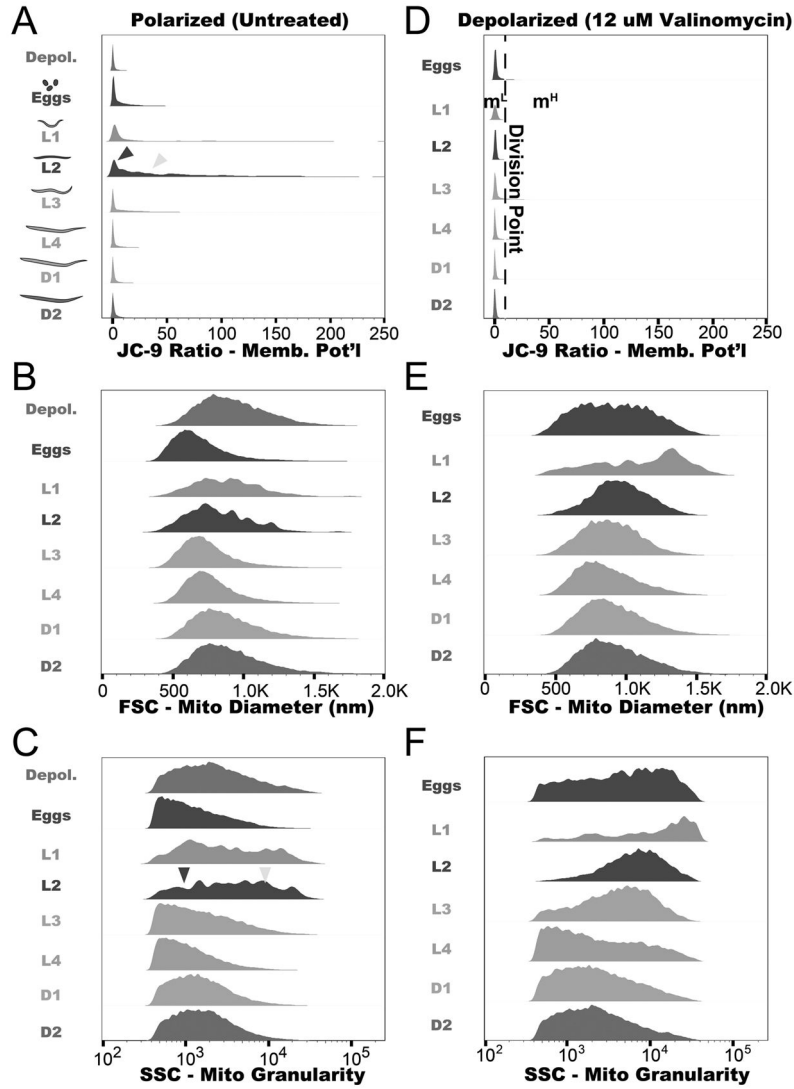 A
Polarized (Untreated)
Depol.
Eggs
L1
L2
L3
L4
D1
D2
0
50
100
150
200
250
JC-9 Ratio - Memb. Pot'l
D
Depolarized (12 uM Valinomycin)
Eggs
L1
L2
L3
L4
D1
D2
mL
mH
Division Point
0
50
100
150
200
250
JC-9 Ratio - Memb. Pot'l
B
Depol.
Eggs
L1
L2
L3
L4
D1
D2
0
500
1.0K
1.5K
2.0K
FSC - Mito Diameter (nm)
E
Eggs
L1
L2
L3
L4
D1
D2
0
500
1.0K
1.5K
2.0K
FSC - Mito Diameter (nm)
C
Depol.
Eggs
L1
L2
L3
L4
D1
D2
10²
10³
10⁴
10⁵
SSC - Mito Granularity
F
Eggs
L1
L2
L3
L4
D1
D2
10²
10³
10⁴
10⁵
SSC - Mito Granularity